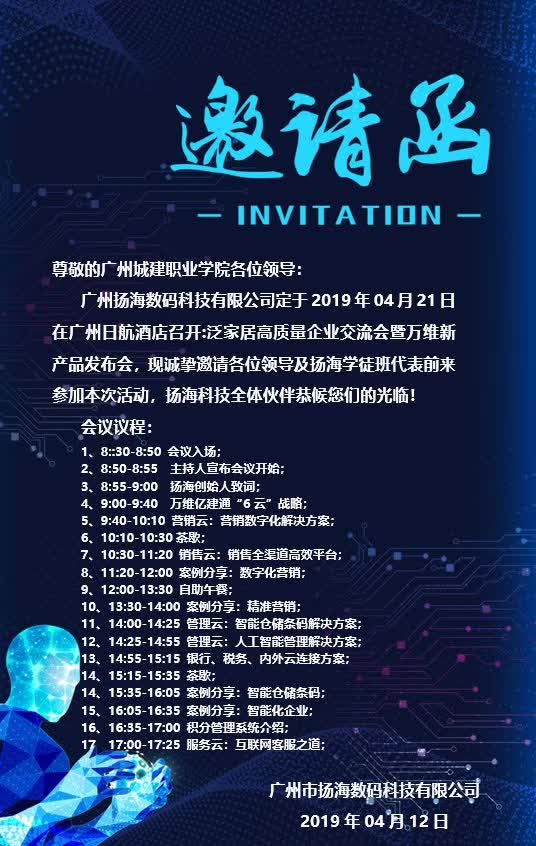 邀请函
INVITATION
尊敬的广州城建职业学院各位领导：
广州扬海数码科技有限公司定于 2019 年 04 月 21 日
在广州日航酒店召开:泛家居高质量企业交流会暨万维新
产品发布会，现诚挚邀请各位领导及扬海学徒班代表前来
参加本次活动，扬海科技全体伙伴恭候您们的光临！
会议议程：
1、8::30-8:50 会议入场；
2、8:50-8:55 主持人宣布会议开始；
3、8:55-9:00 扬海创始人致词；
4、9:00-9:40 万维亿建通“6 云”战略；
5、9:40-10:10 营销云：营销数字化解决方案；
6、10:10-10:30 茶歇；
7、10:30-11:20 销售云：销售全渠道高效平台；
8、11:20-12:00 案例分享：数字化营销；
9、12:00-13:30 自助午餐；
10、13:30-14:00 案例分享：精准营销；
11、14:00-14:25 管理云：智能仓储条码解决方案；
12、14:25-14:55 管理云：人工智能管理解决方案；
13、14:55-15:15 银行、税务、内外云连接方案；
14、15:15-15:35 茶歇；
14、15:35-16:05 案例分享：智能仓储条码；
15、16:05-16:35 案例分享：智能化企业；
16、16:35-17:00 积分管理系统介绍；
17 17:00-17:25 服务云：互联网客服之道；
广州市扬海数码科技有限公司
2019 年 04 月 12 日